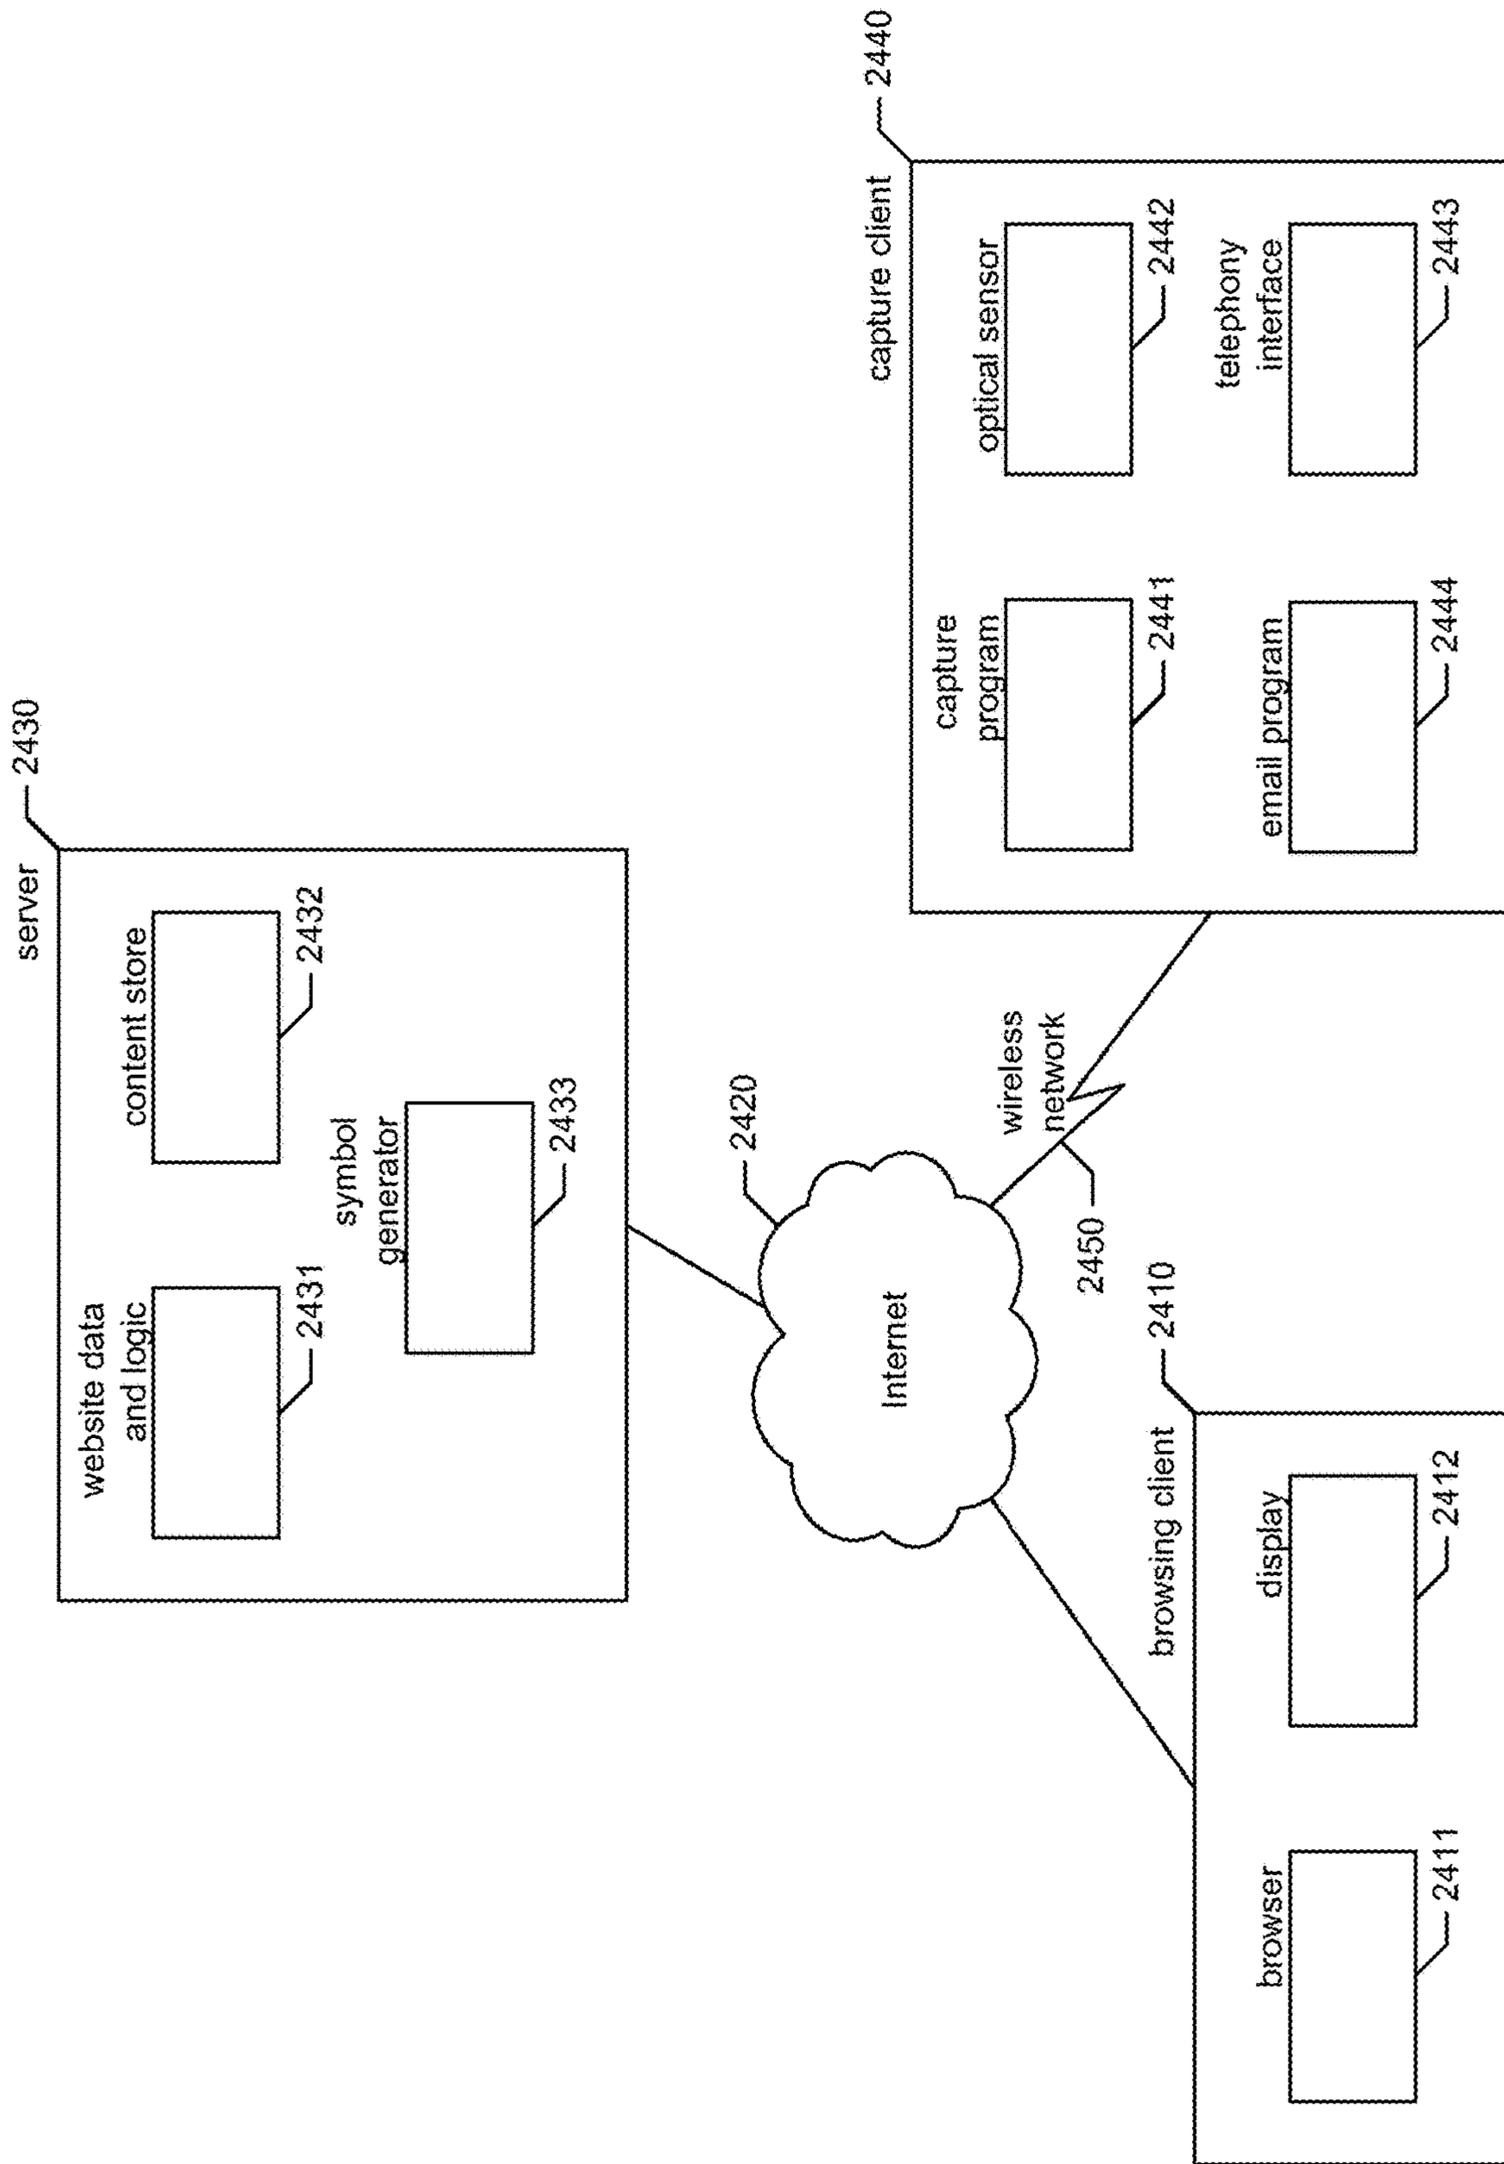 server
2430
website data
and logic
2431
content store
2432
symbol
generator
2433
Internet
2420
wireless
network
2450
browsing client
2410
browser
2411
display
2412
capture client
2440
capture
program
2441
optical sensor
2442
email program
2444
telephony
interface
2443